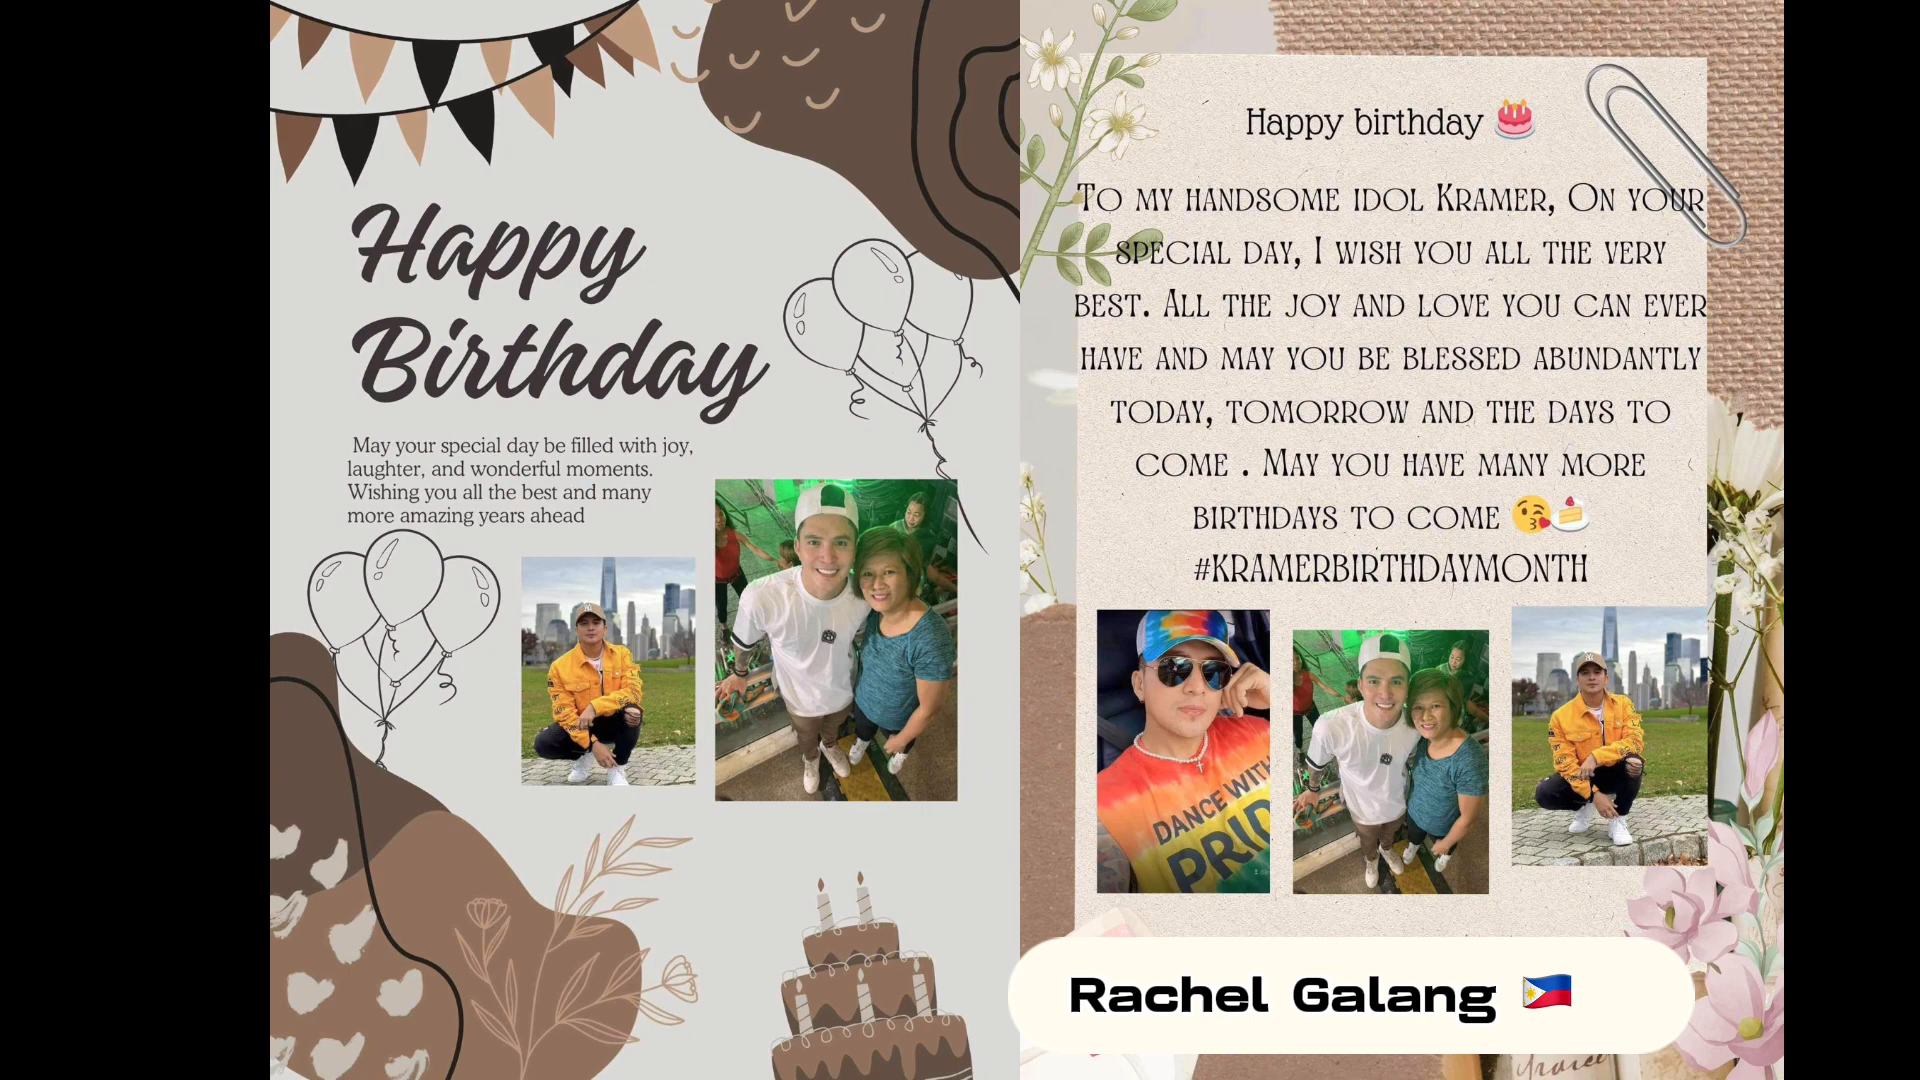 Happy
Birthday
May your special day be filled with joy,
laughter, and wonderful moments.
Wishing you all the best and many
more amazing years ahead
Happy birthday 🎂
To my handsome idol Kramer, On your
special day, I wish you all the very
best. All the joy and love you can ever
have and may you be blessed abundantly
today, tomorrow and the days to
come . May you have many more
birthdays to come 😘🍰
#KRAMERBIRTHDAYMONTH
DANCE WITH
PRID
Rachel Galang 🇵🇭